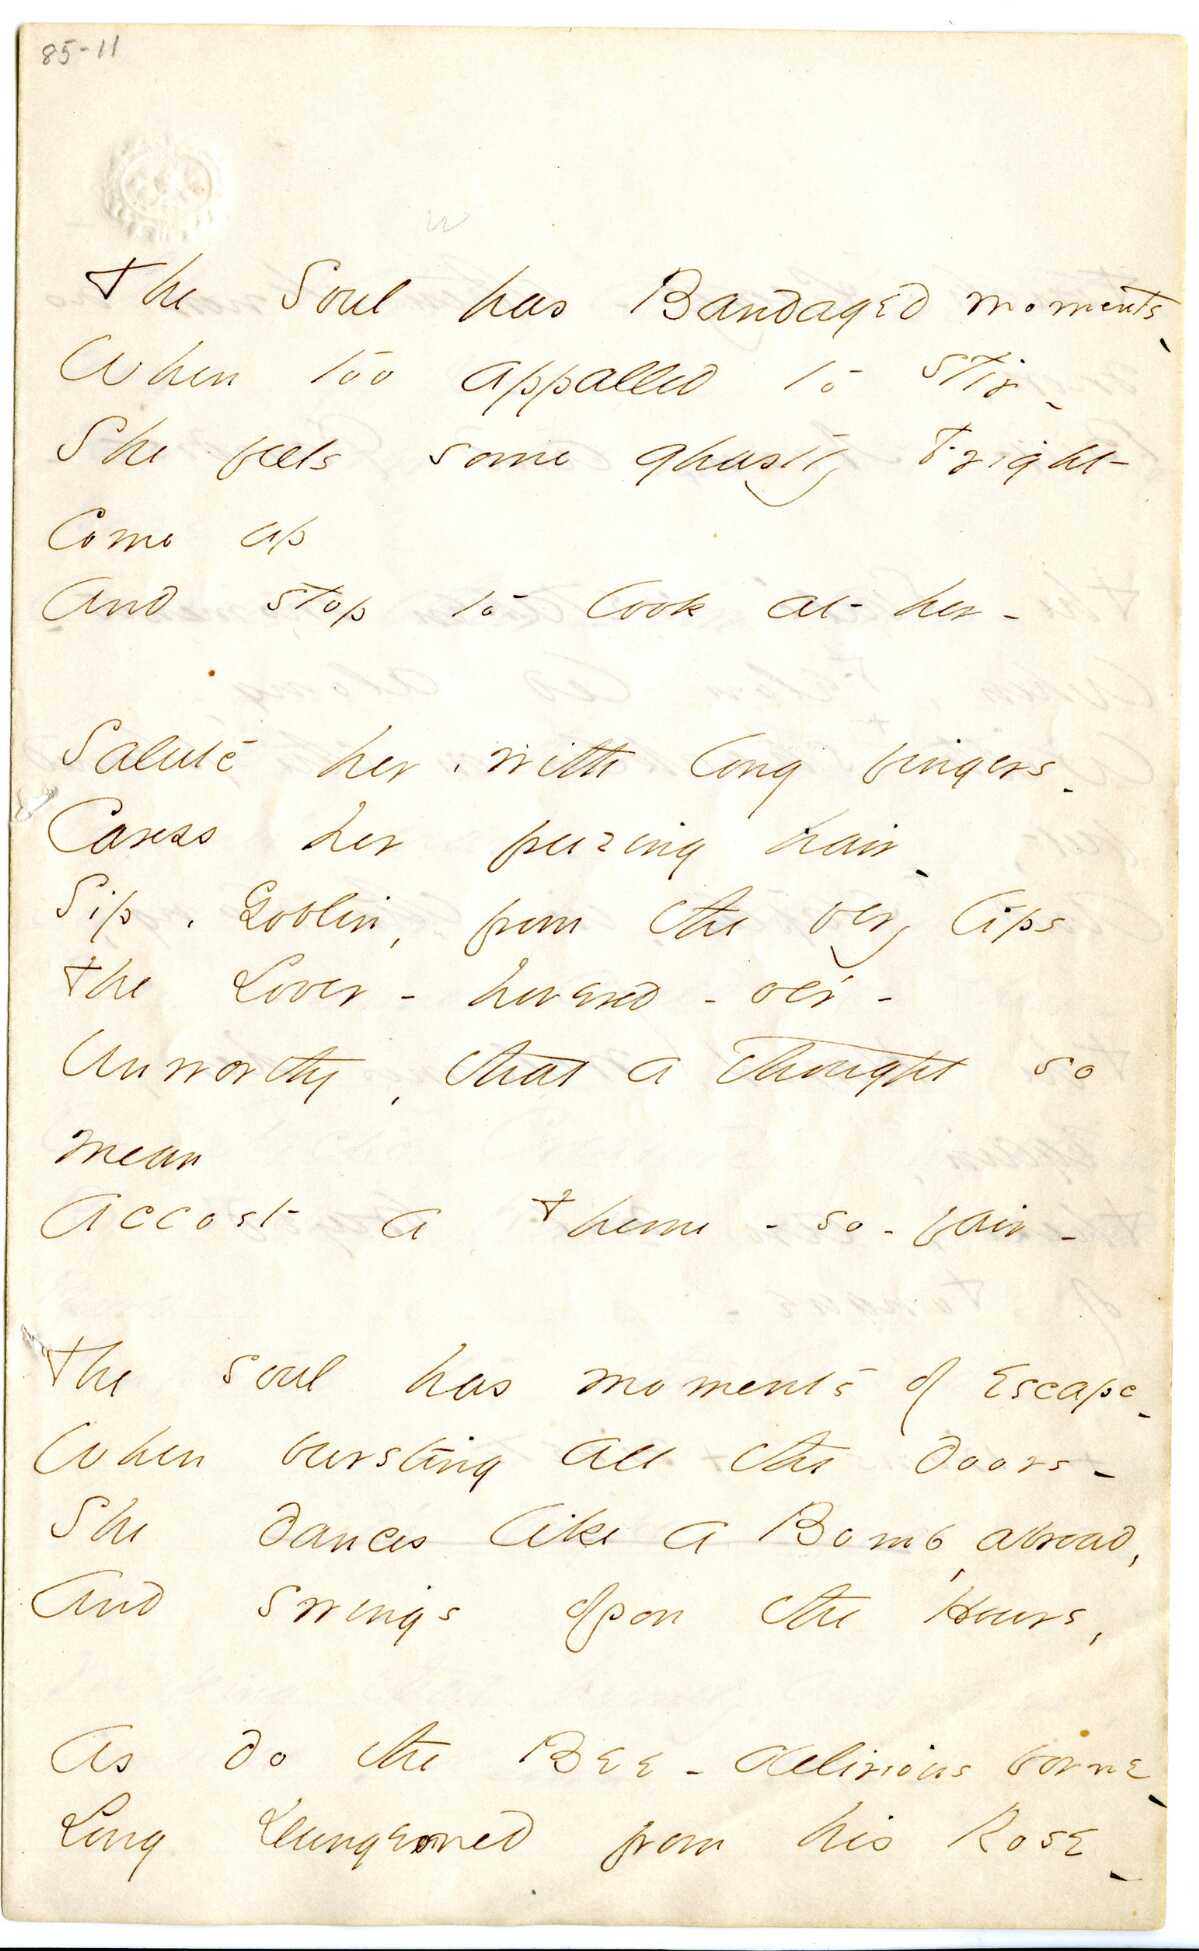 85-11
The Soul has Bandaged moments -
When too appalled to stir -
She feels some ghastly Fright
Come up
And stop to look at her -
Salute her, with long fingers -
Caress her freezing hair -
Sip, Goblin, from the very lips
The Lover - hovered - o'er -
Unworthy, that a thought so
mean
Accost a Theme - so - fair -
The soul has moments of escape -
When bursting all the doors -
She dances like a Bomb, abroad,
And swings opon the Hours,
As do the Bee - delirious borne -
Long Dungeoned from his Rose -